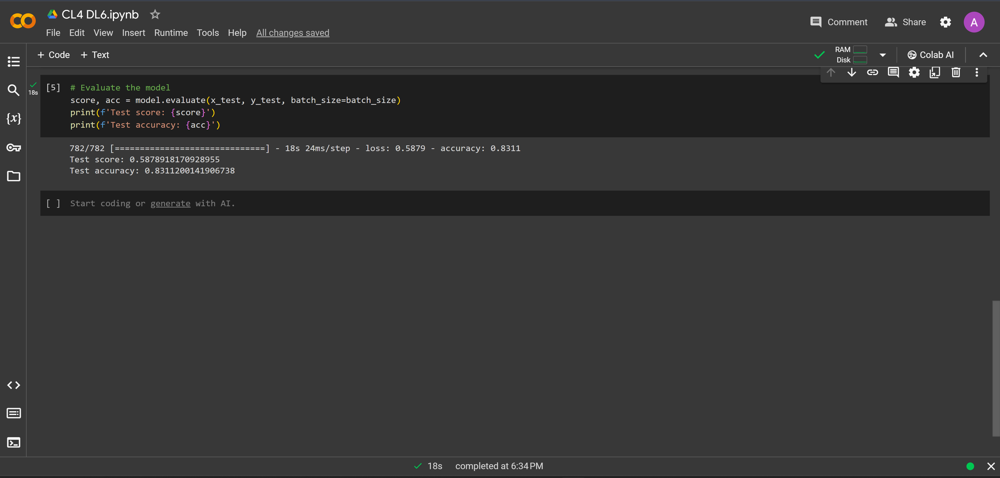 CL4 DL6.ipynb
File Edit View Insert Runtime Tools Help All changes saved
Comment Share A
+ Code + Text
RAM
Disk
Colab AI
18s
[5] # Evaluate the model
score, acc = model.evaluate(x_test, y_test, batch_size=batch_size)
print(f'Test score: {score}')
print(f'Test accuracy: {acc}')
782/782 [==============================] - 18s 24ms/step - loss: 0.5879 - accuracy: 0.8311
Test score: 0.5878918170928955
Test accuracy: 0.8311200141906738
[ ] Start coding or generate with AI.
{x}
18s completed at 6:34 PM